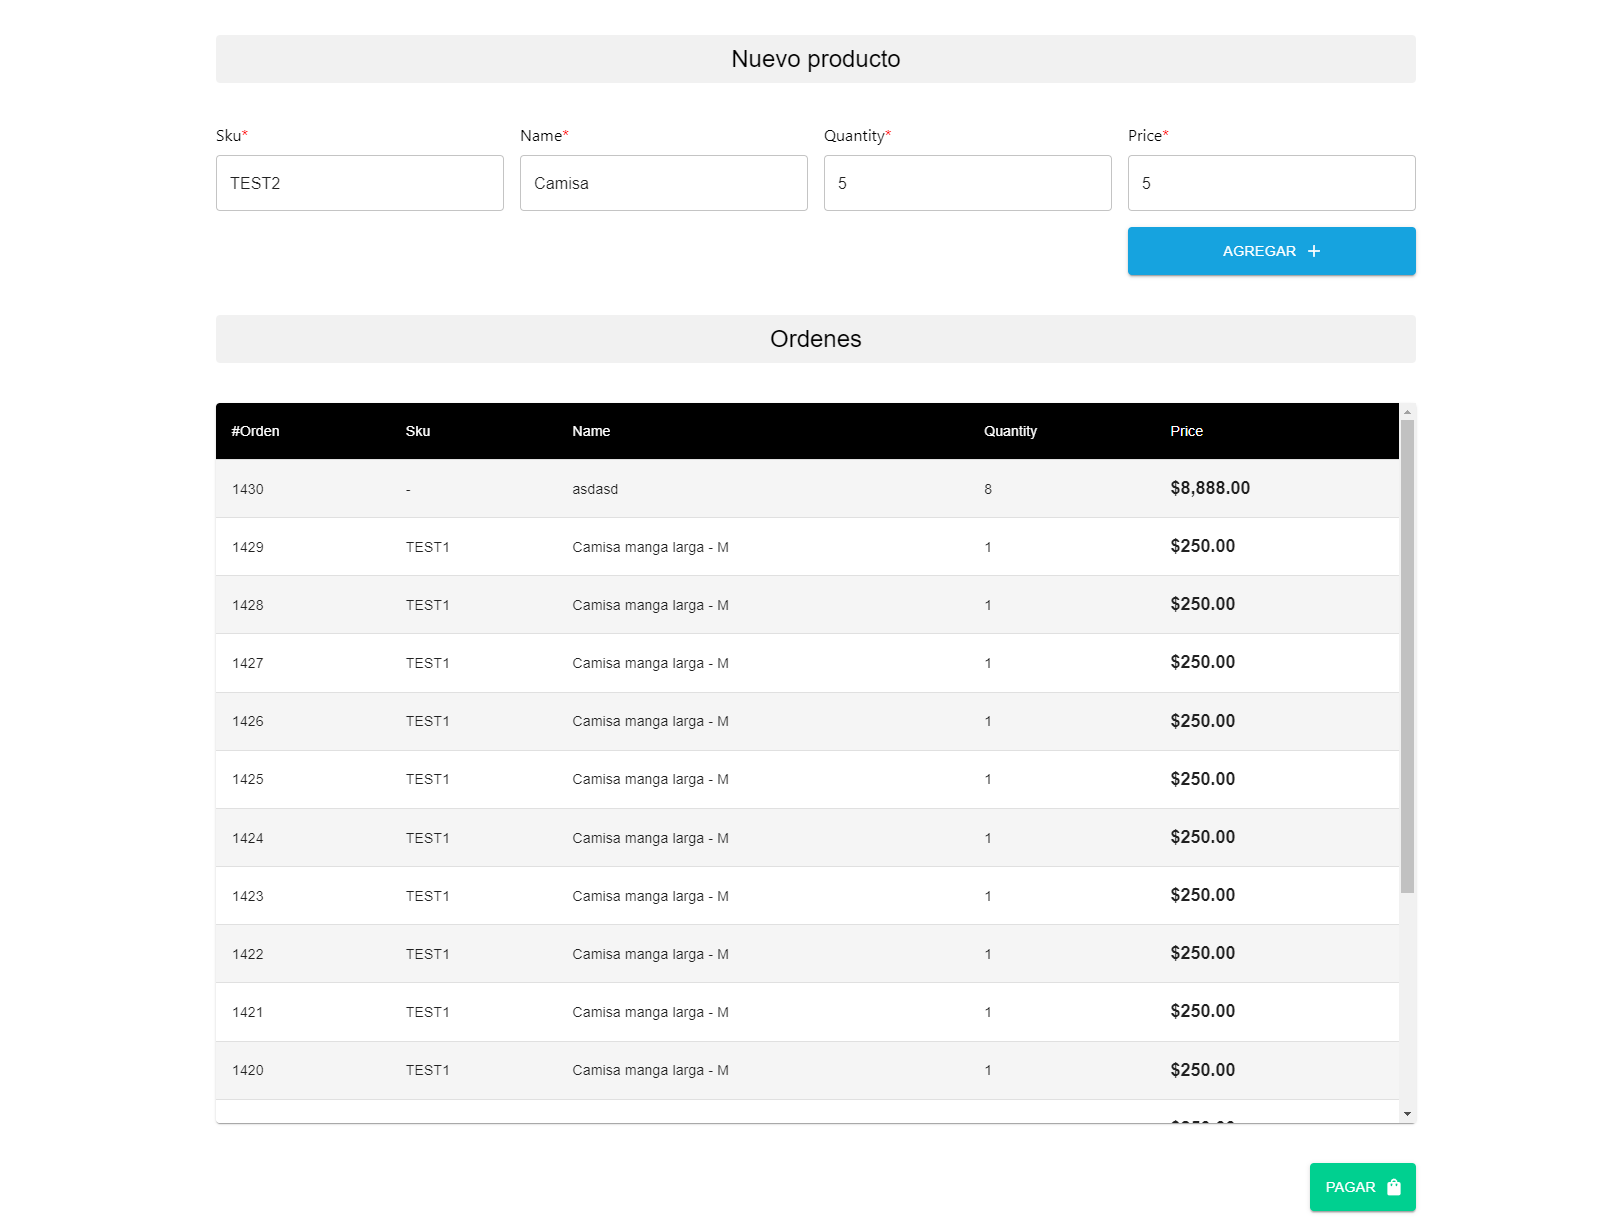 Nuevo producto
Sku* Name* Quantity* Price*
TEST2 Camisa 5 5
AGREGAR +
Ordenes
#Orden Sku Name Quantity Price
1430 - asdasd 8 $8,888.00
1429 TEST1 Camisa manga larga - M 1 $250.00
1428 TEST1 Camisa manga larga - M 1 $250.00
1427 TEST1 Camisa manga larga - M 1 $250.00
1426 TEST1 Camisa manga larga - M 1 $250.00
1425 TEST1 Camisa manga larga - M 1 $250.00
1424 TEST1 Camisa manga larga - M 1 $250.00
1423 TEST1 Camisa manga larga - M 1 $250.00
1422 TEST1 Camisa manga larga - M 1 $250.00
1421 TEST1 Camisa manga larga - M 1 $250.00
1420 TEST1 Camisa manga larga - M 1 $250.00
PAGAR